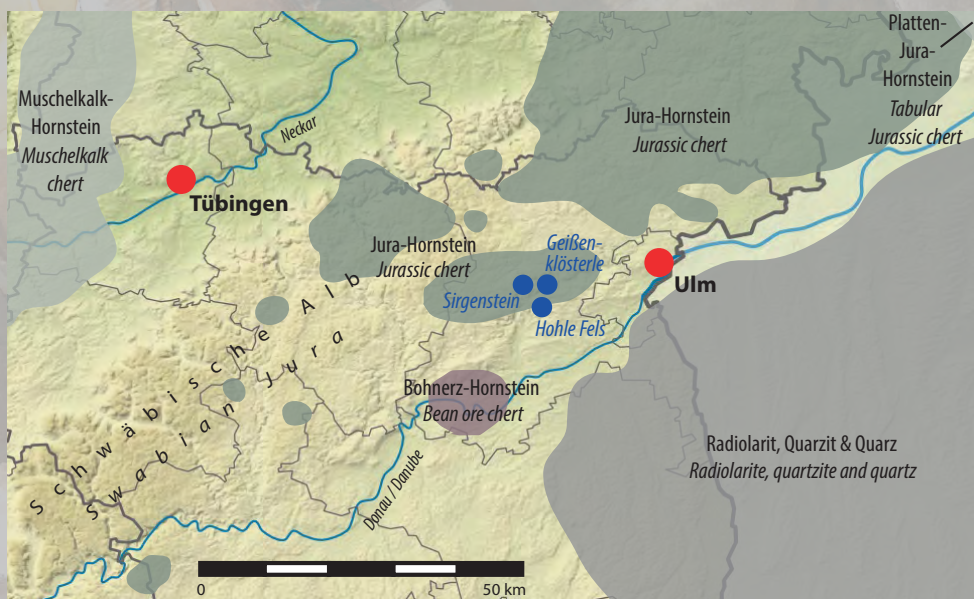 Platten-
Jura-
Hornstein
Tabular
Jurassic chert
Muschelkalk-
Hornstein
Muschelkalk
chert
Neckar
Jura-Hornstein
Jurassic chert
Tübingen
Jura-Hornstein
Jurassic chert
Geißen-
klösterle
Sirgenstein
Ulm
Hohle Fels
Schwäbische Alb
Swabian Jura
Bohnerz-Hornstein
Bean ore chert
Radiolarit, Quarzit & Quarz
Radiolarite, quartzite and quartz
Donau / Danube
0
50 km